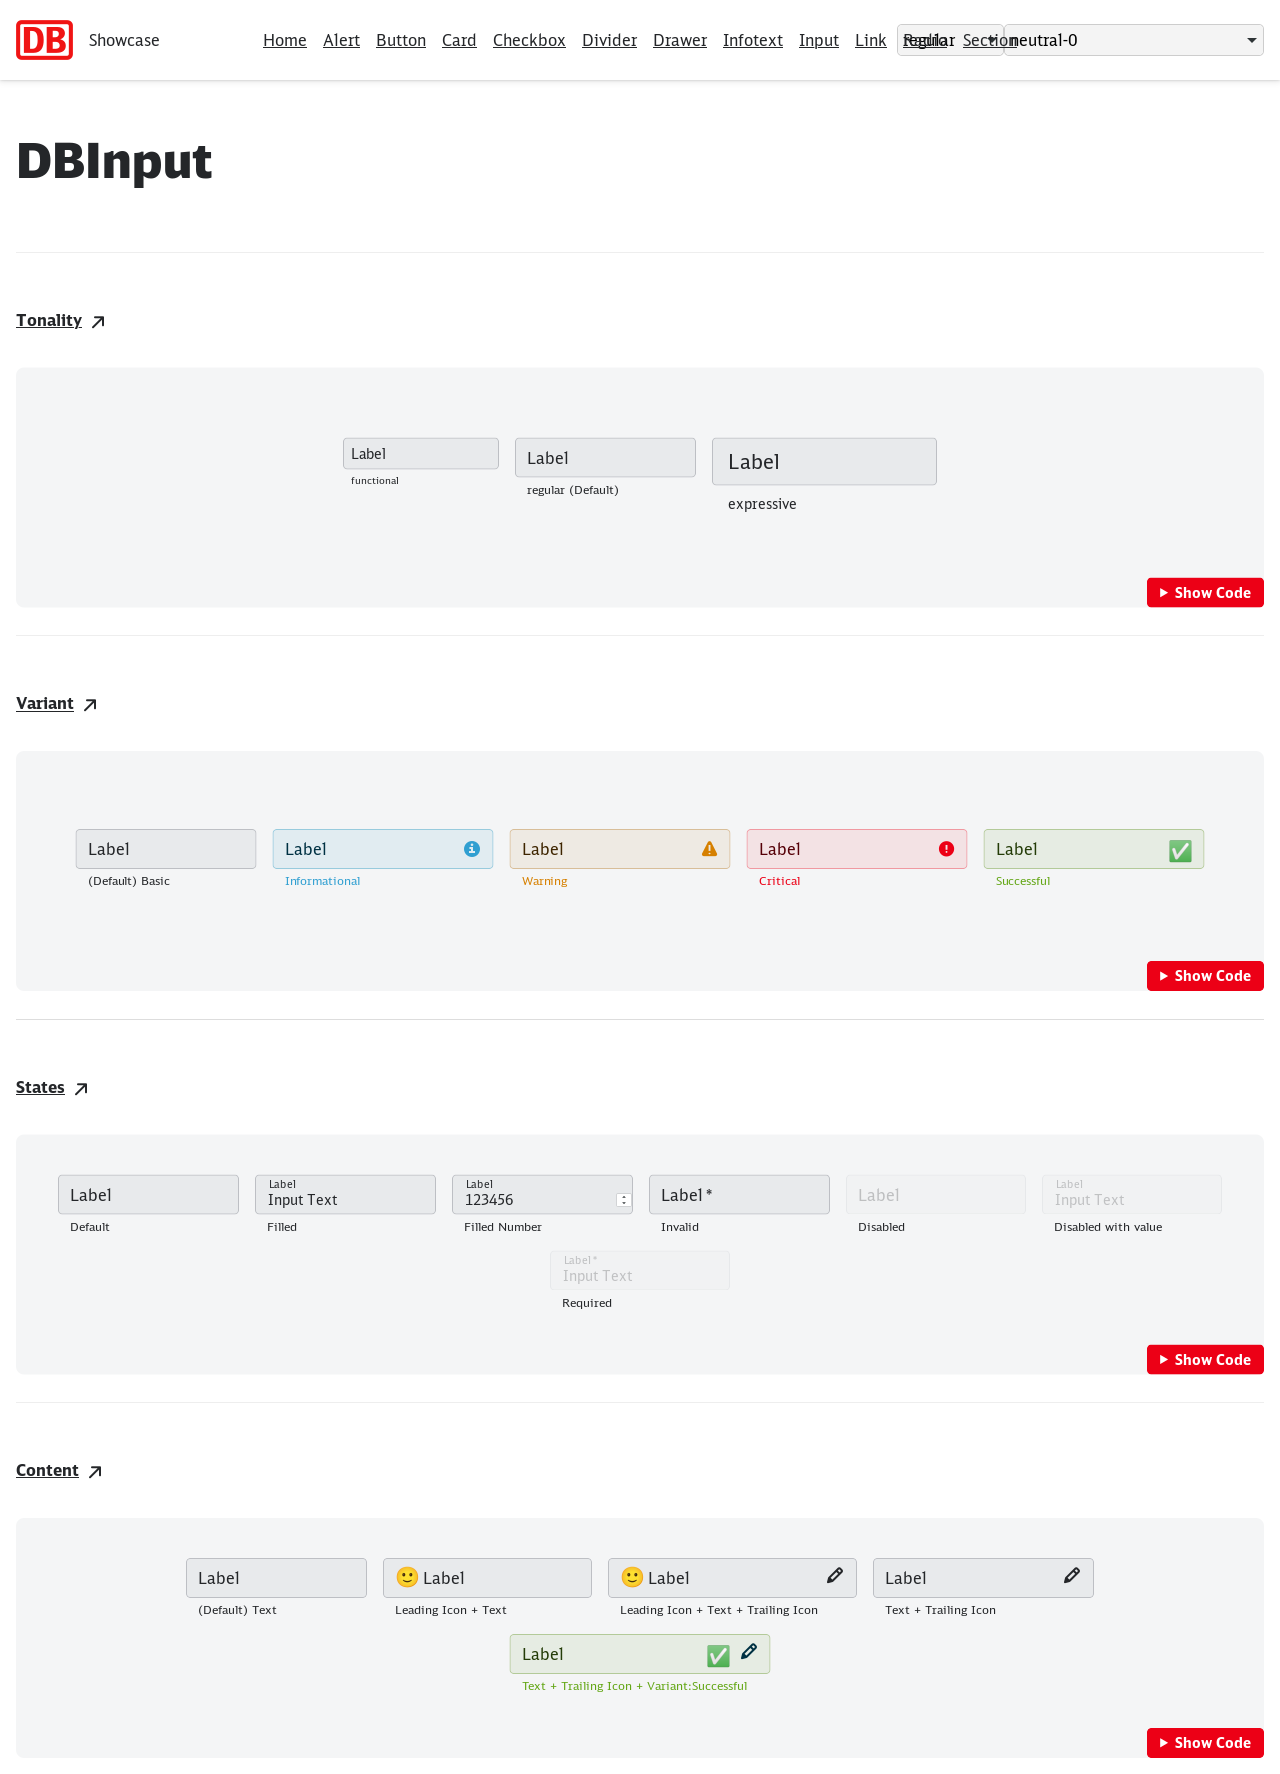 DB Showcase Home Alert Button Card Checkbox Divider Drawer Infotext Input Link Radio Section regular neutral-0
DBInput
Tonality
Label Label Label
functional regular (Default) expressive
Show Code
Variant
Label Label Label Label Label
(Default) Basic Informational Warning Critical Successful
Show Code
States
Label Label Input Text Label 123456 Label * Label Label Input Text
Default Filled Filled Number Invalid Disabled Disabled with value
Label *
Input Text
Required
Show Code
Content
Label Label Label Label
(Default) Text Leading Icon + Text Leading Icon + Text + Trailing Icon Text + Trailing Icon
Label
Text + Trailing Icon + Variant:Successful
Show Code